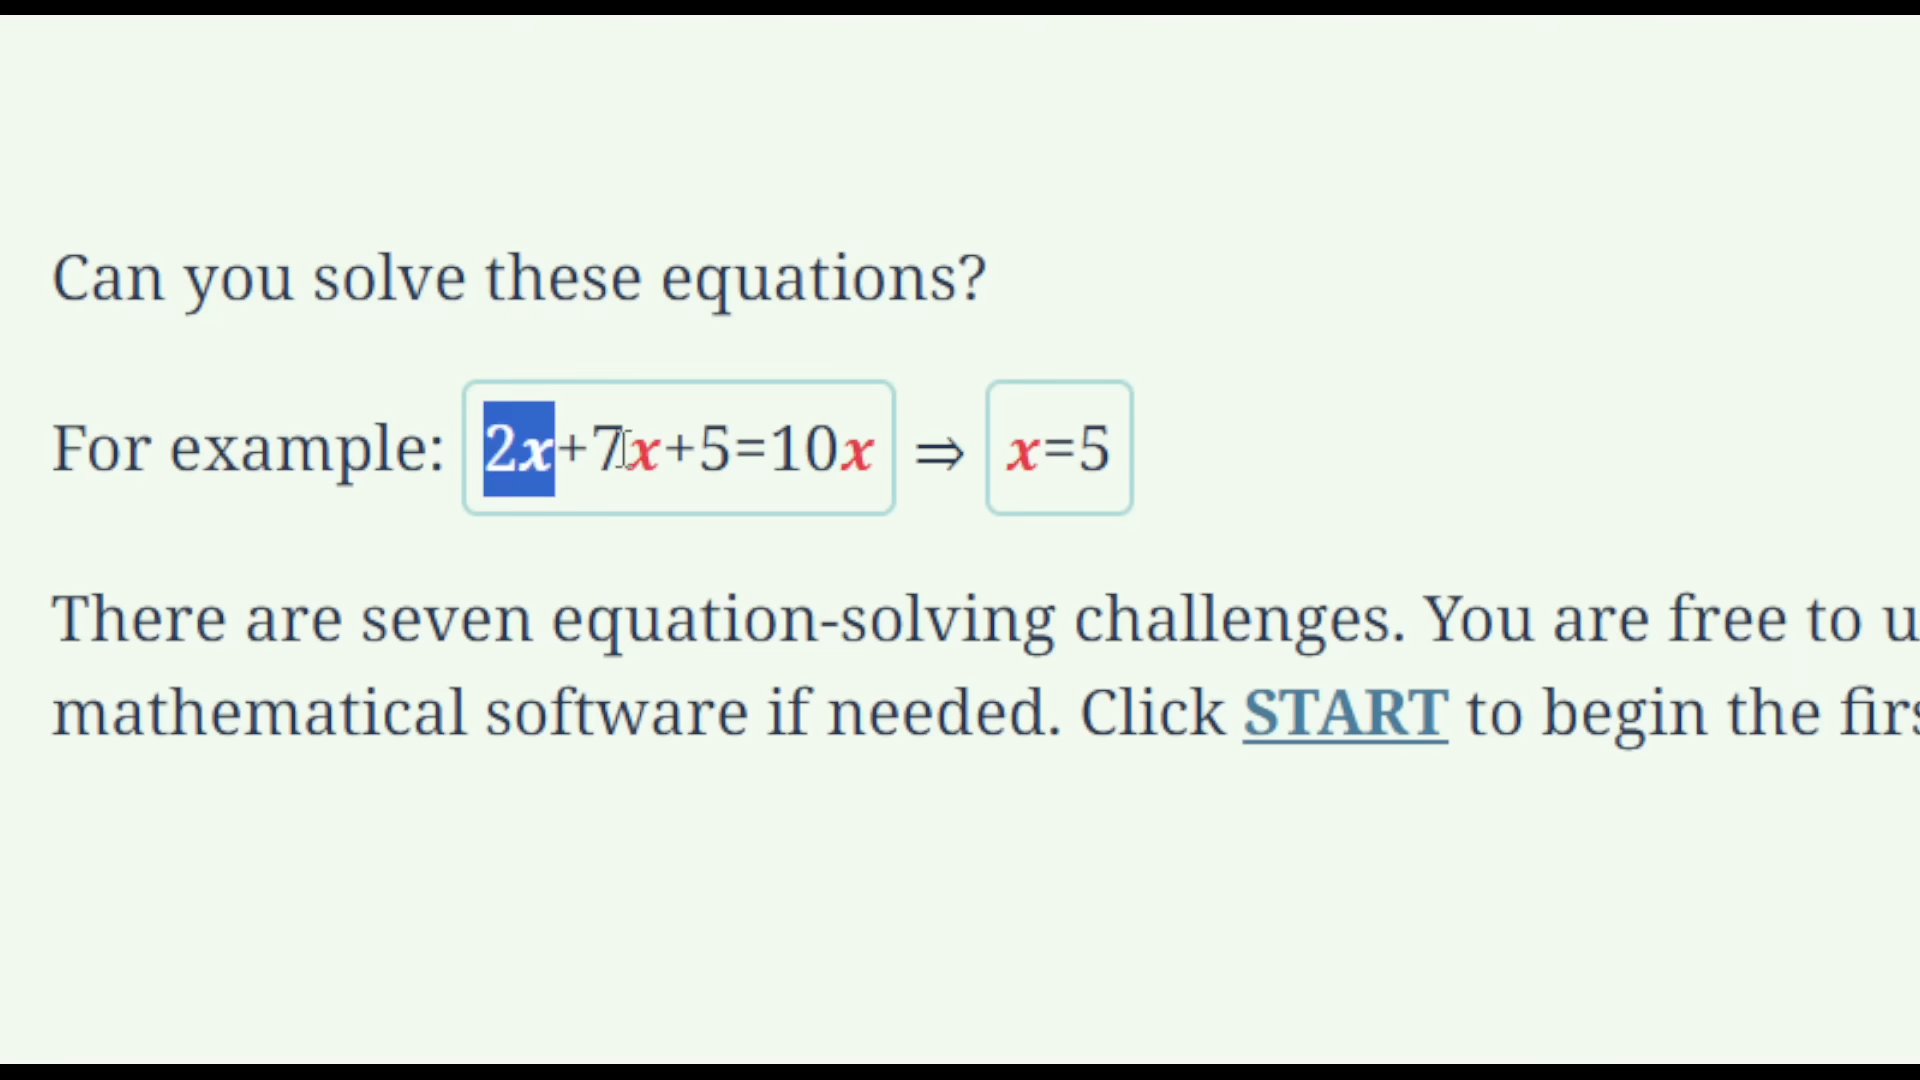 Can you solve these equations?
For example: 2x+7x+5=10x ⇒ x=5
There are seven equation-solving challenges. You are free to
mathematical software if needed. Click START to begin the